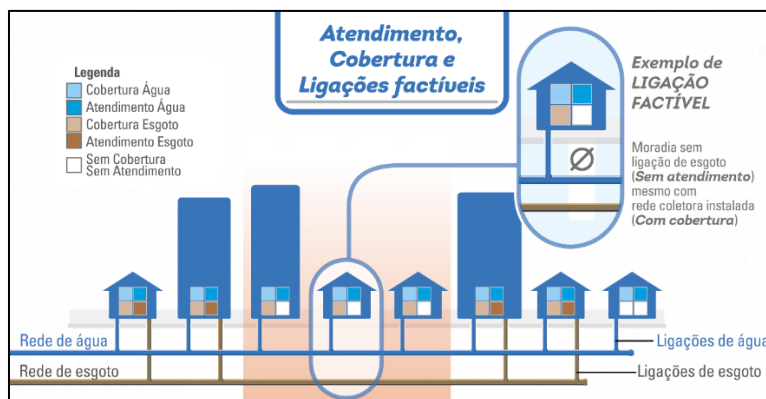 Atendimento,
Cobertura e
Ligações factíveis
Legenda
Cobertura Água
Atendimento Água
Cobertura Esgoto
Atendimento Esgoto
Sem Cobertura
Sem Atendimento
Exemplo de
LIGAÇÃO
FACTÍVEL
Moradia sem
ligação de esgoto
(Sem atendimento)
mesmo com
rede coletora instalada
(Com cobertura)
Rede de água
Ligações de água
Rede de esgoto
Ligações de esgoto